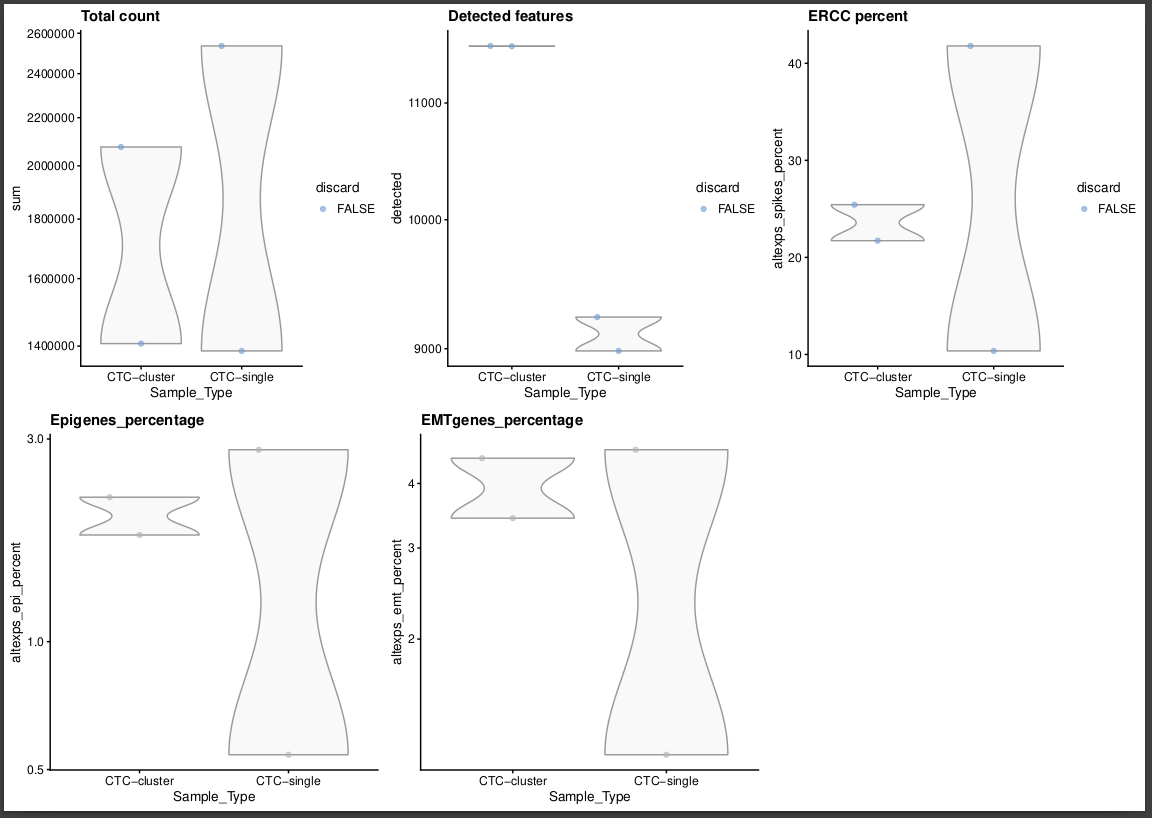 Total count
sum
2600000
2400000
2200000
2000000
1800000
1600000
1400000
CTC−cluster
CTC−single
Sample_Type
discard
FALSE
Detected features
detected
11000
10000
9000
CTC−cluster
CTC−single
Sample_Type
discard
FALSE
ERCC percent
altexps_spikes_percent
40
30
20
10
CTC−cluster
CTC−single
Sample_Type
discard
FALSE
Epigenes_percentage
altexps_epi_percent
3.0
1.0
0.5
CTC−cluster
CTC−single
Sample_Type
EMTgenes_percentage
altexps_emt_percent
4
3
2
CTC−cluster
CTC−single
Sample_Type